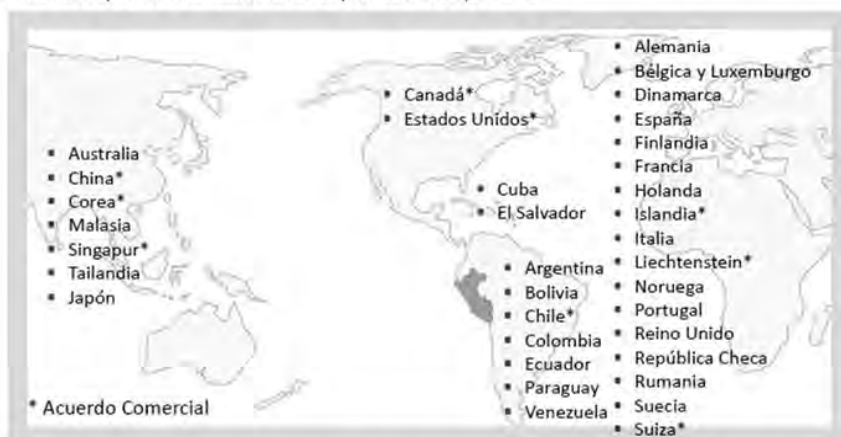 ▪ Australia
▪ China*
▪ Corea*
▪ Malasia
▪ Singapur*
▪ Tailandia
▪ Japón
▪ Canadá*
▪ Estados Unidos*
▪ Cuba
▪ El Salvador
▪ Argentina
▪ Bolivia
▪ Chile*
▪ Colombia
▪ Ecuador
▪ Paraguay
▪ Venezuela
▪ Alemania
▪ Bélgica y Luxemburgo
▪ Dinamarca
▪ España
▪ Finlandia
▪ Francia
▪ Holanda
▪ Islandia*
▪ Italia
▪ Liechtenstein*
▪ Noruega
▪ Portugal
▪ Reino Unido
▪ República Checa
▪ Rumania
▪ Suecia
▪ Suiza*
* Acuerdo Comercial